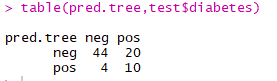 > table(pred.tree,test$diabetes)
pred.tree neg pos
neg 44 20
pos 4 10